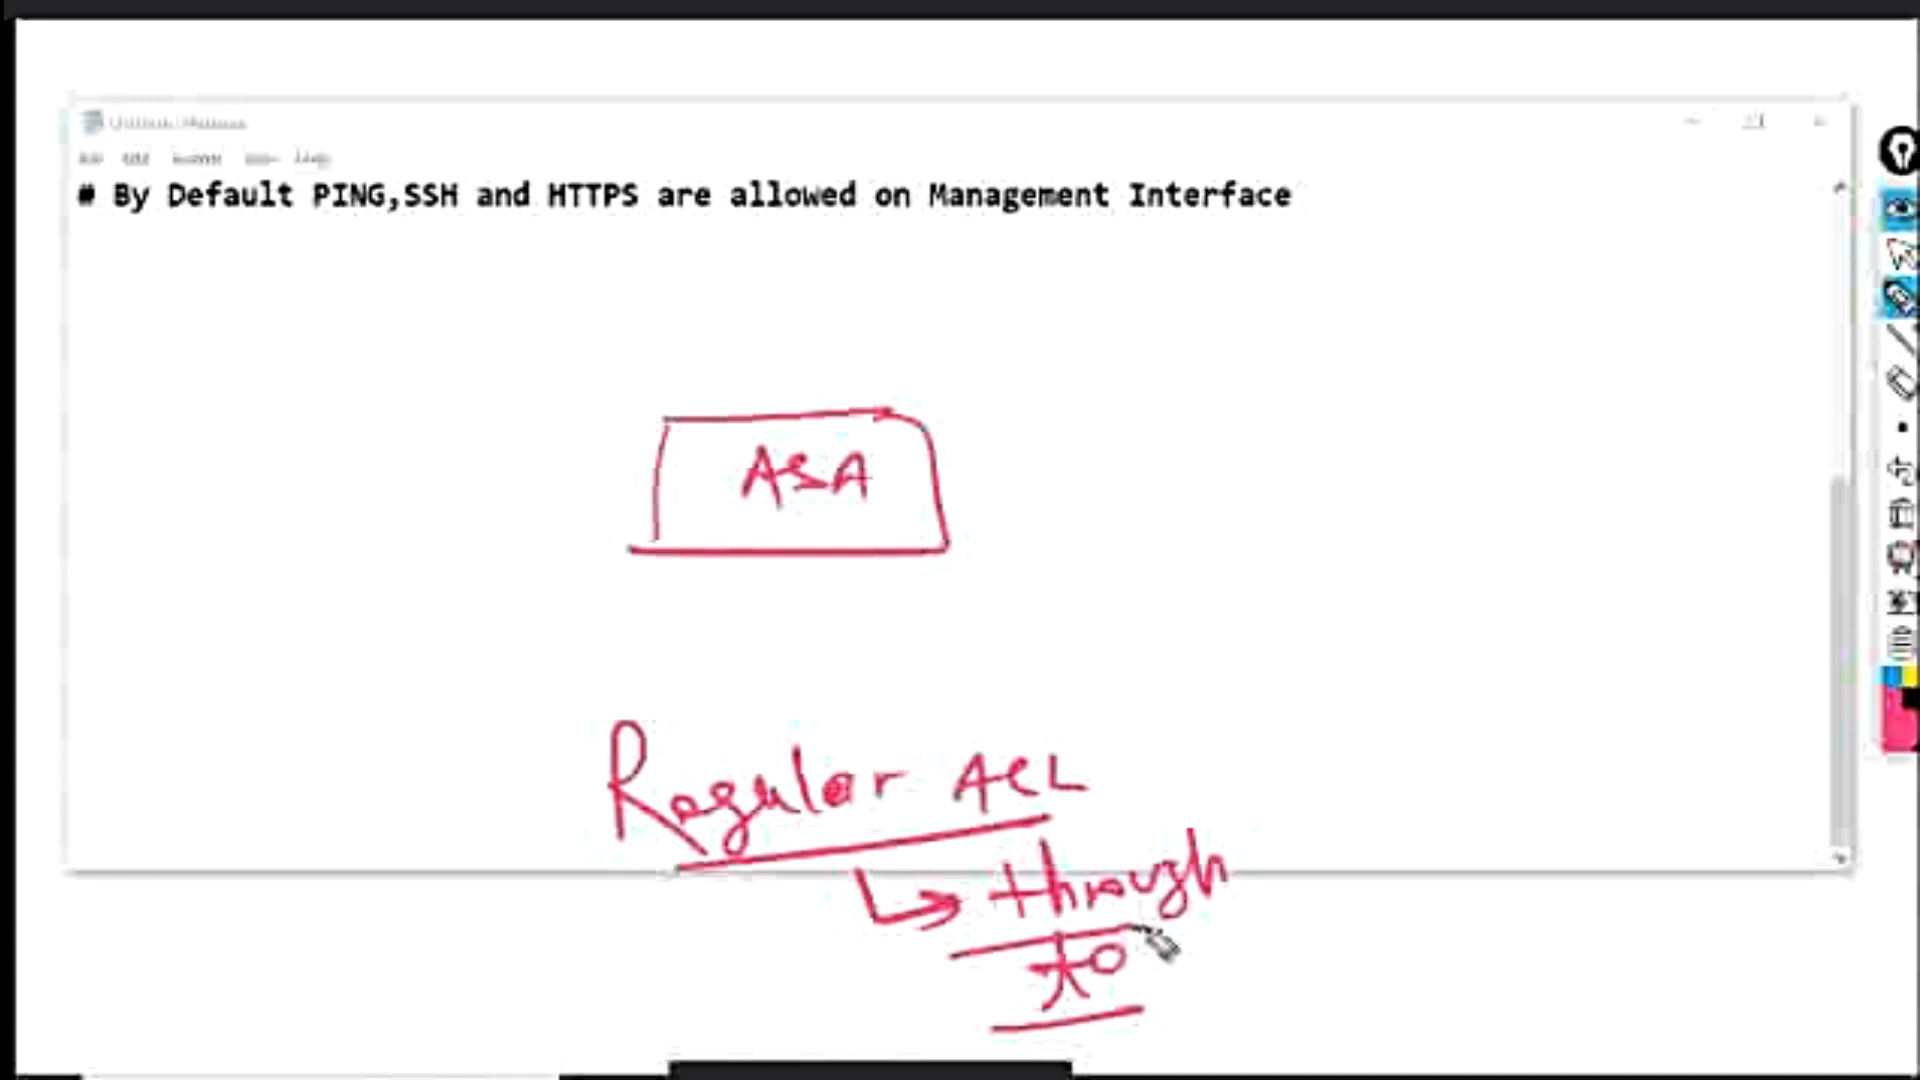 # By Default PING,SSH and HTTPS are allowed on Management Interface
ASA
Regular ACL
through
to